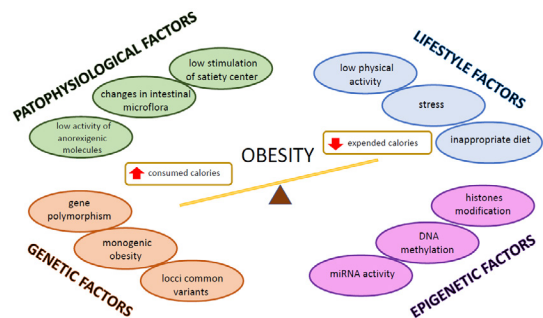 PATOPHYSIOLOGICAL FACTORS
low stimulation
of satiety center
changes in intestinal
microflora
low activity of
anorexigenic
molecules
LIFESTYLE FACTORS
low physical
activity
stress
inappropriate diet
OBESITY
expended calories
consumed calories
gene
polymorphism
monogenic
obesity
locci common
variants
GENETIC FACTORS
histones
modification
DNA
methylation
miRNA activity
EPIGENETIC FACTORS